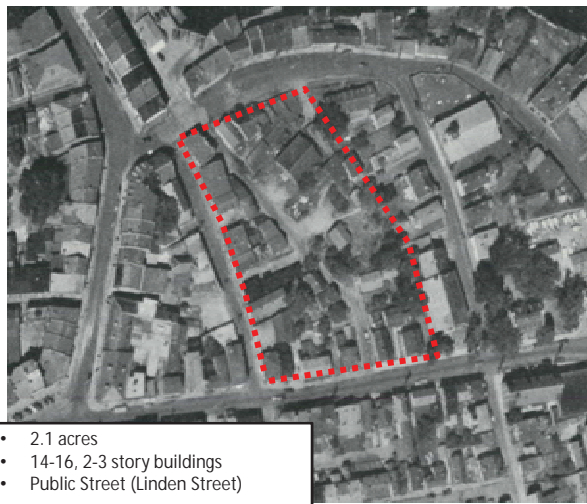 • 2.1 acres
• 14-16, 2-3 story buildings
• Public Street (Linden Street)